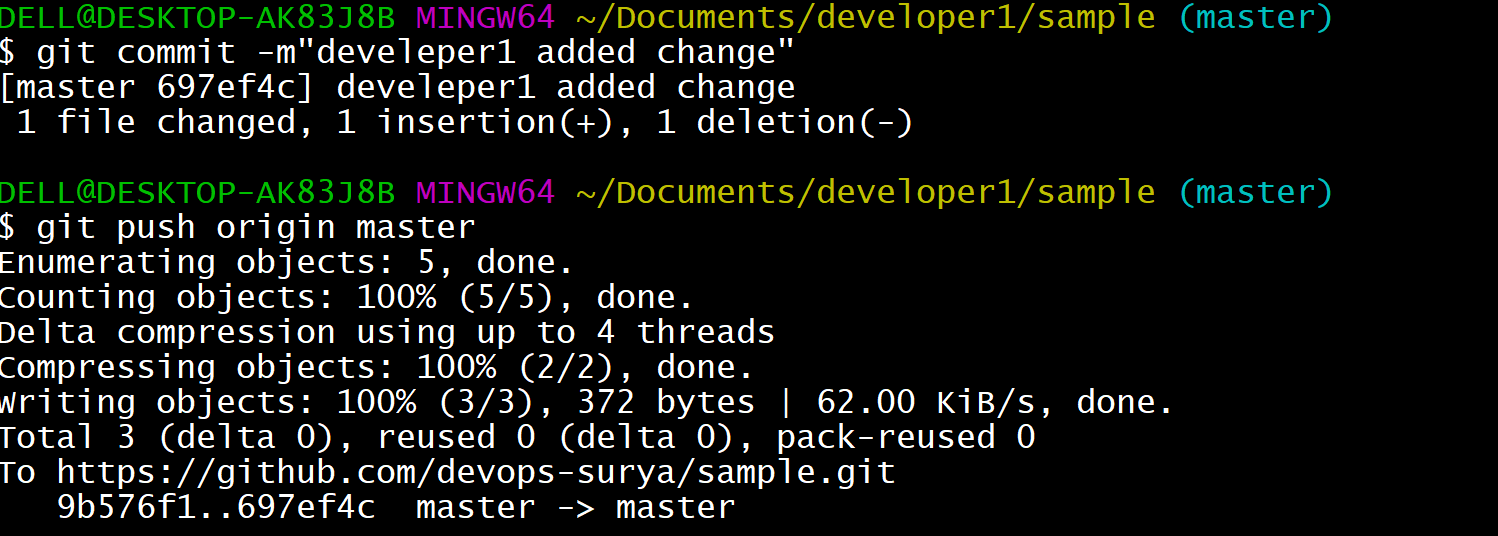 DELL@DESKTOP-AK83J8B MINGW64 ~/Documents/developer1/sample (master)
$ git commit -m"develeper1 added change"
[master 697ef4c] develeper1 added change
 1 file changed, 1 insertion(+), 1 deletion(-)
DELL@DESKTOP-AK83J8B MINGW64 ~/Documents/developer1/sample (master)
$ git push origin master
Enumerating objects: 5, done.
Counting objects: 100% (5/5), done.
Delta compression using up to 4 threads
Compressing objects: 100% (2/2), done.
Writing objects: 100% (3/3), 372 bytes | 62.00 KiB/s, done.
Total 3 (delta 0), reused 0 (delta 0), pack-reused 0
To https://github.com/devops-surya/sample.git
   9b576f1..697ef4c  master -> master